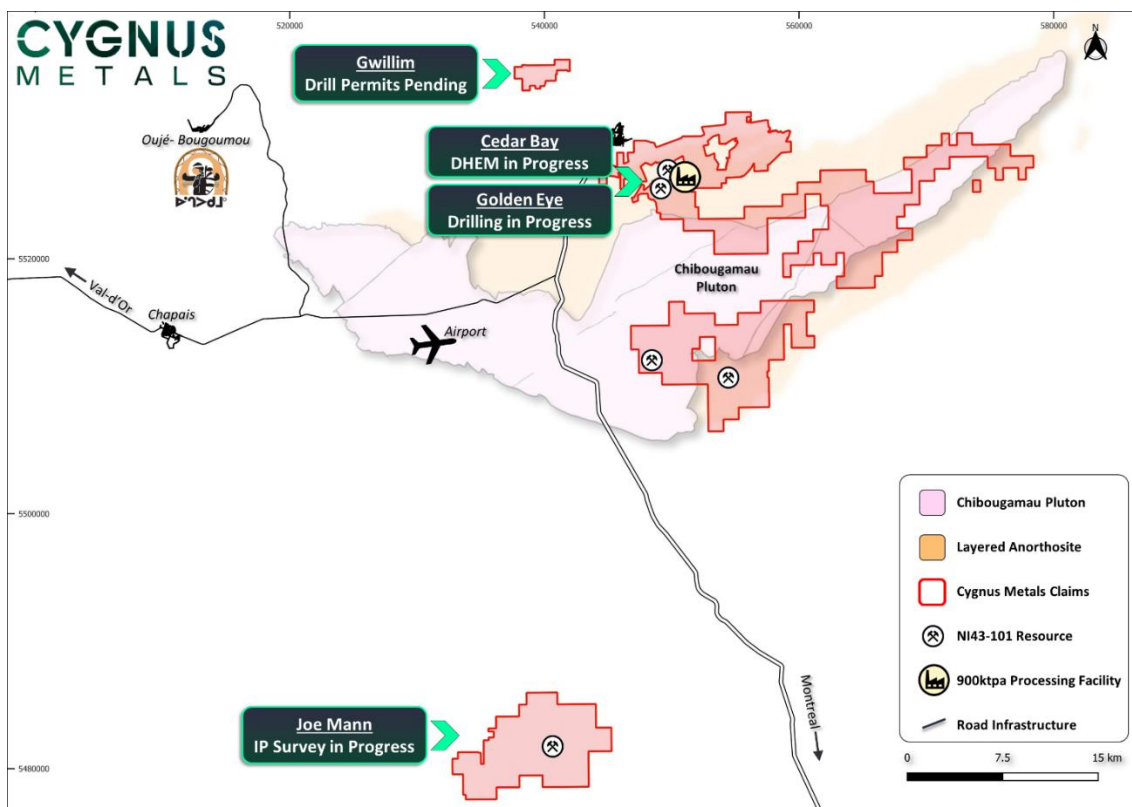 CYGNUS
METALS
520000
540000
560000
580000
N
Gwillim
Drill Permits Pending
Oujé- Bougoumou
ᐅᒉᐳᑯᒧ
Cedar Bay
DHEM in Progress
Golden Eye
Drilling in Progress
5520000
Chibougamau
Pluton
Val-d'Or
Chapais
Airport
5500000
Chibougamau Pluton
Layered Anorthosite
Cygnus Metals Claims
NI43-101 Resource
900ktpa Processing Facility
Road Infrastructure
0
7.5
15 km
Montreal
Joe Mann
IP Survey in Progress
5480000